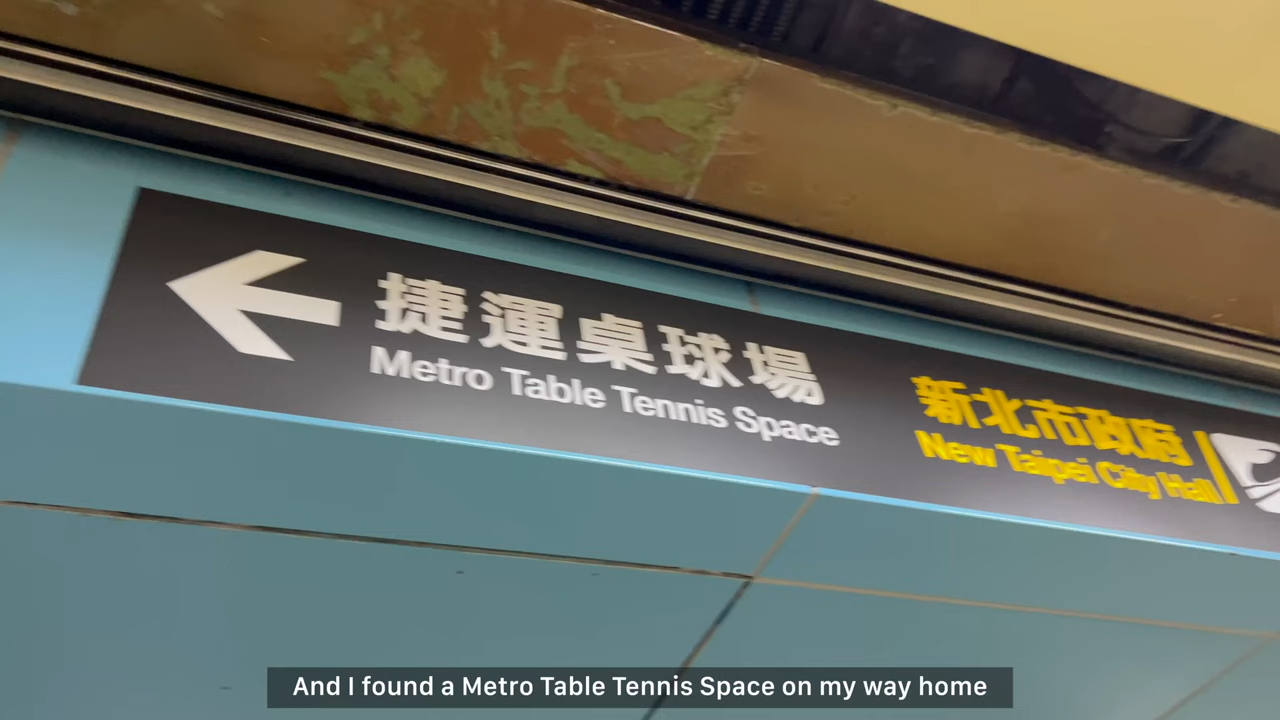 捷運桌球場
Metro Table Tennis Space
新北市政府
New Taipei City Hall
And I found a Metro Table Tennis Space on my way home